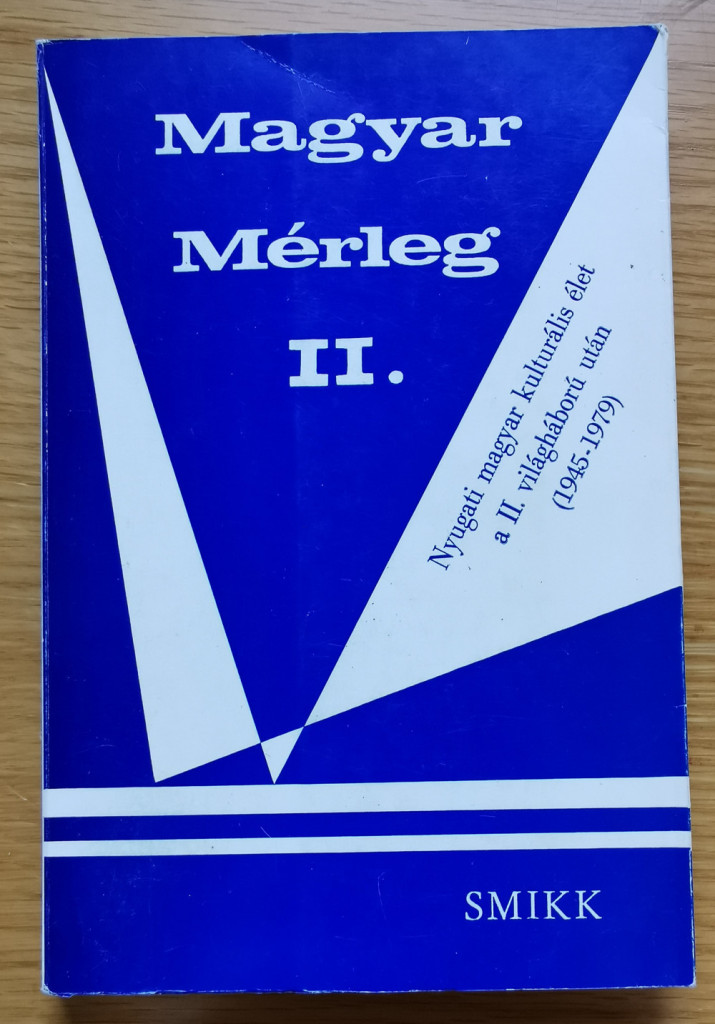 Magyar
Mérleg
II.
Nyugati magyar kulturális élet
a II. világháború után
(1945-1979)
SMIKK